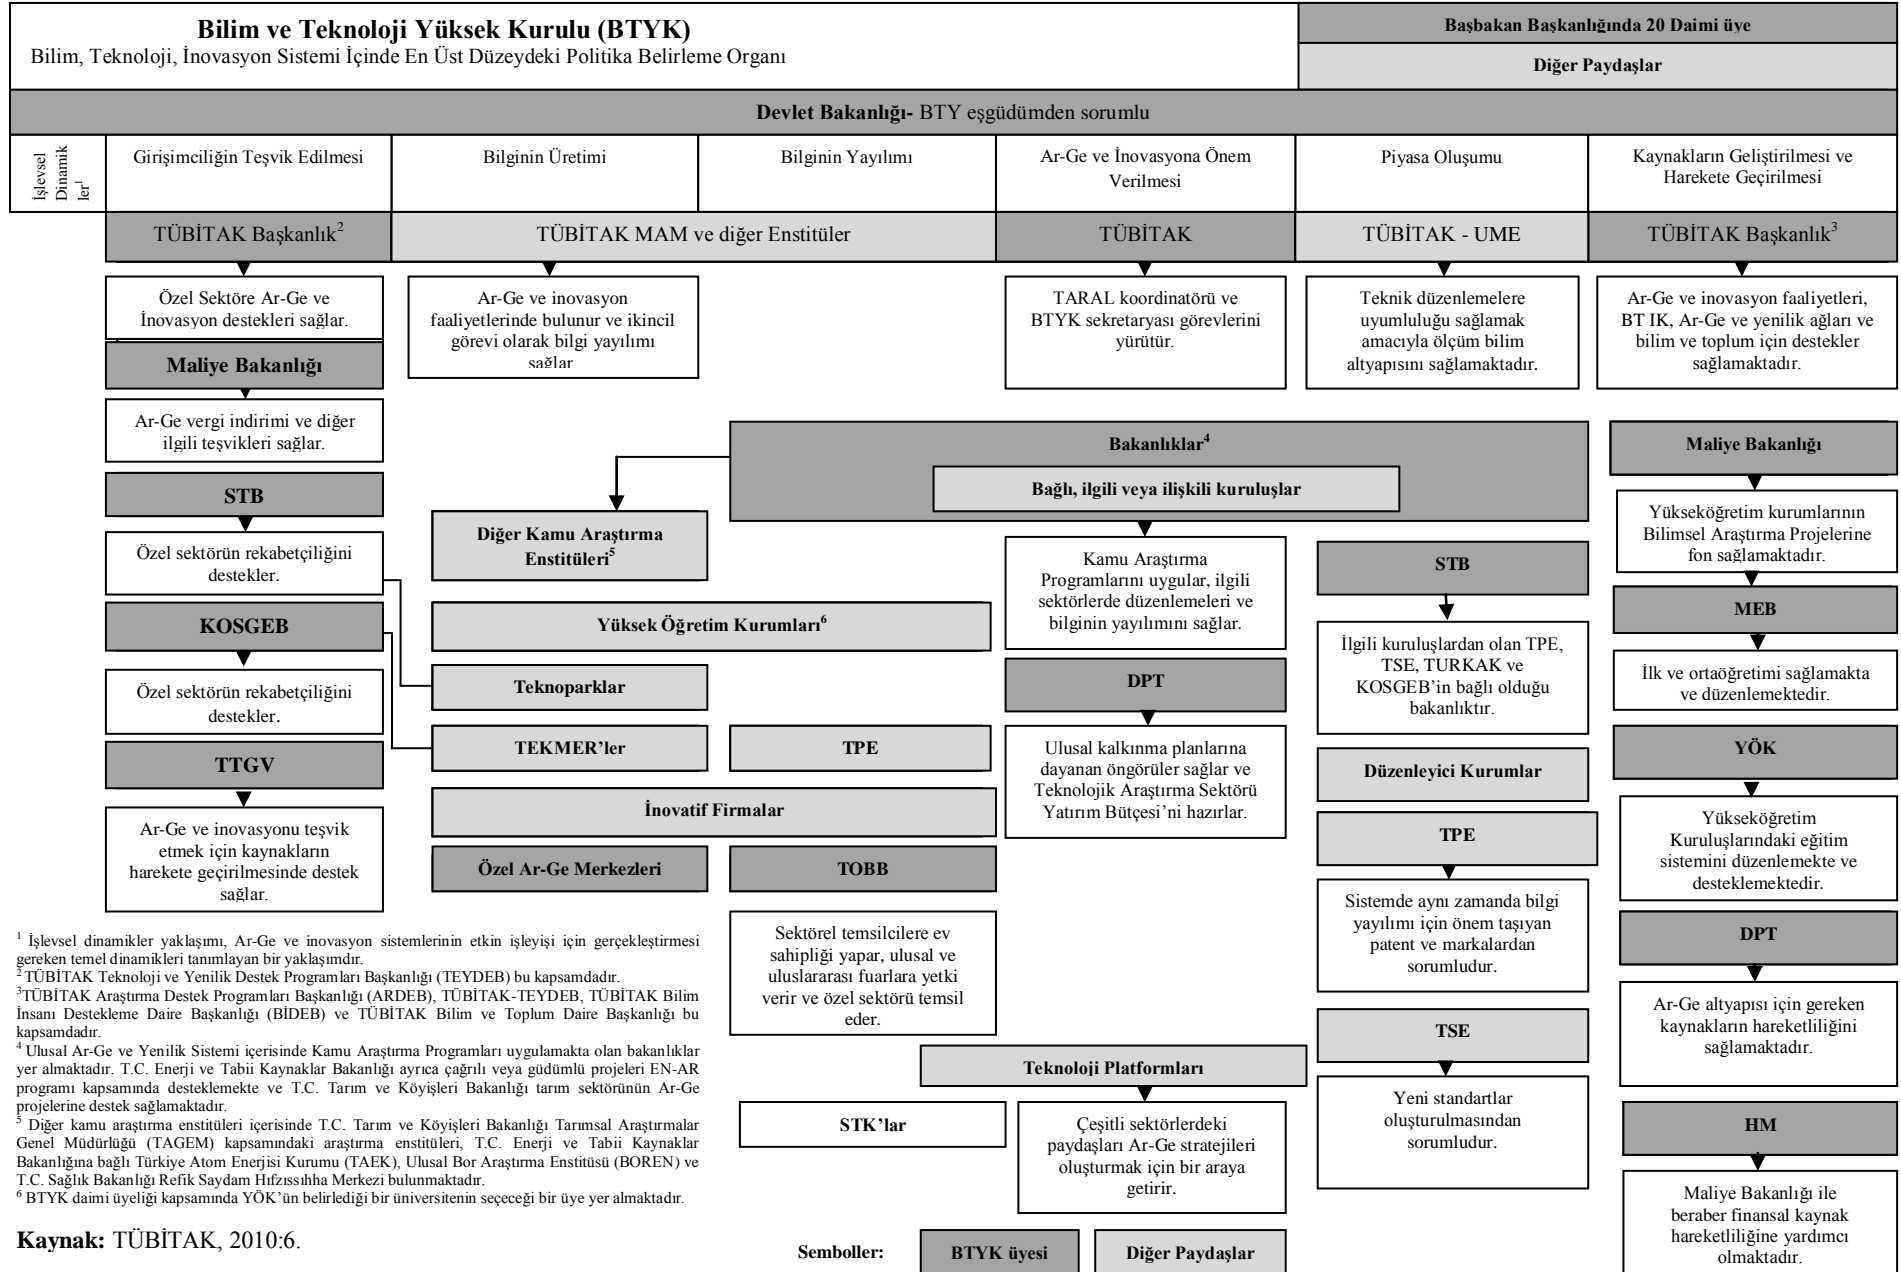 Bilim ve Teknoloji Yüksek Kurulu (BTYK)
Bilim, Teknoloji, İnovasyon Sistemi İçinde En Üst Düzeydeki Politika Belirleme Organı
Başbakan Başkanlığında 20 Daimi üye
Diğer Paydaşlar
Devlet Bakanlığı- BTY eşgüdümden sorumlu
İşlevsel
Dinamik
ler1
Girişimciliğin Teşvik Edilmesi
Bilginin Üretimi
Bilginin Yayılımı
Ar-Ge ve İnovasyona Önem
Verilmesi
Piyasa Oluşumu
Kaynakların Geliştirilmesi ve
Harekete Geçirilmesi
TÜBİTAK Başkanlık2
TÜBİTAK MAM ve diğer Enstitüler
TÜBİTAK
TÜBİTAK - UME
TÜBİTAK Başkanlık3
Özel Sektöre Ar-Ge ve
İnovasyon destekleri sağlar.
Maliye Bakanlığı
Ar-Ge vergi indirimi ve diğer
ilgili teşvikleri sağlar.
STB
Özel sektörün rekabetçiliğini
destekler.
KOSGEB
Özel sektörün rekabetçiliğini
destekler.
TTGV
Ar-Ge ve inovasyonu teşvik
etmek için kaynakların
harekete geçirilmesinde destek
sağlar.
Ar-Ge ve inovasyon
faaliyetlerinde bulunur ve ikincil
görevi olarak bilgi yayılımı
sağlar
Diğer Kamu Araştırma
Enstitüleri5
Yüksek Öğretim Kurumları6
Teknoparklar
TEKMER’ler
TPE
İnovatif Firmalar
Özel Ar-Ge Merkezleri
TOBB
Sektörel temsilcilere ev
sahipliği yapar, ulusal ve
uluslararası fuarlara yetki
verir ve özel sektörü temsil
eder.
STK’lar
TARAL koordinatörü ve
BTYK sekretaryası görevlerini
yürütür.
Bakanlıklar4
Bağlı, ilgili veya ilişkili kuruluşlar
Kamu Araştırma
Programlarını uygular, ilgili
sektörlerde düzenlemeleri ve
bilginin yayılımını sağlar.
DPT
Ulusal kalkınma planlarına
dayanan öngörüler sağlar ve
Teknolojik Araştırma Sektörü
Yatırım Bütçesi’ni hazırlar.
Teknoloji Platformları
Çeşitli sektörlerdeki
paydaşları Ar-Ge stratejileri
oluşturmak için bir araya
getirir.
Teknik düzenlemelere
uyumluluğu sağlamak
amacıyla ölçüm bilim
altyapısını sağlamaktadır.
STB
İlgili kuruluşlardan olan TPE,
TSE, TURKAK ve
KOSGEB’in bağlı olduğu
bakanlıktır.
Düzenleyici Kurumlar
TPE
Sistemde aynı zamanda bilgi
yayılımı için önem taşıyan
patent ve markalardan
sorumludur.
TSE
Yeni standartlar
oluşturulmasından
sorumludur.
Ar-Ge ve inovasyon faaliyetleri,
BT IK, Ar-Ge ve yenilik ağları ve
bilim ve toplum için destekler
sağlamaktadır.
Maliye Bakanlığı
Yükseköğretim kurumlarının
Bilimsel Araştırma Projelerine
fon sağlamaktadır.
MEB
İlk ve ortaöğretimi sağlamakta
ve düzenlemektedir.
YÖK
Yükseköğretim
Kuruluşlarındaki eğitim
sistemini düzenlemekte ve
desteklemektedir.
DPT
Ar-Ge altyapısı için gereken
kaynakların hareketliliğini
sağlamaktadır.
HM
Maliye Bakanlığı ile
beraber finansal kaynak
hareketliliğine yardımcı
olmaktadır.
1 İşlevsel dinamikler yaklaşımı, Ar-Ge ve inovasyon sistemlerinin etkin işleyişi için gerçekleştirmesi
gereken temel dinamikleri tanımlayan bir yaklaşımdır.
2 TÜBİTAK Teknoloji ve Yenilik Destek Programları Başkanlığı (TEYDEB) bu kapsamdadır.
3TÜBİTAK Araştırma Destek Programları Başkanlığı (ARDEB), TÜBİTAK-TEYDEB, TÜBİTAK Bilim
İnsanı Destekleme Daire Başkanlığı (BİDEB) ve TÜBİTAK Bilim ve Toplum Daire Başkanlığı bu
kapsamdadır.
4 Ulusal Ar-Ge ve Yenilik Sistemi içerisinde Kamu Araştırma Programları uygulamakta olan bakanlıklar
yer almaktadır. T.C. Enerji ve Tabii Kaynaklar Bakanlığı ayrıca çağrılı veya güdümlü projeleri EN-AR
programı kapsamında desteklemekte ve T.C. Tarım ve Köyişleri Bakanlığı tarım sektörünün Ar-Ge
projelerine destek sağlamaktadır.
5 Diğer kamu araştırma enstitüleri içerisinde T.C. Tarım ve Köyişleri Bakanlığı Tarımsal Araştırmalar
Genel Müdürlüğü (TAGEM) kapsamındaki araştırma enstitüleri, T.C. Enerji ve Tabii Kaynaklar
Bakanlığına bağlı Türkiye Atom Enerjisi Kurumu (TAEK), Ulusal Bor Araştırma Enstitüsü (BOREN) ve
T.C. Sağlık Bakanlığı Refik Saydam Hıfzıssıhha Merkezi bulunmaktadır.
6 BTYK daimi üyeliği kapsamında YÖK’ün belirlediği bir üniversitenin seçeceği bir üye yer almaktadır.
Kaynak: TÜBİTAK, 2010:6.
Semboller:
BTYK üyesi
Diğer Paydaşlar